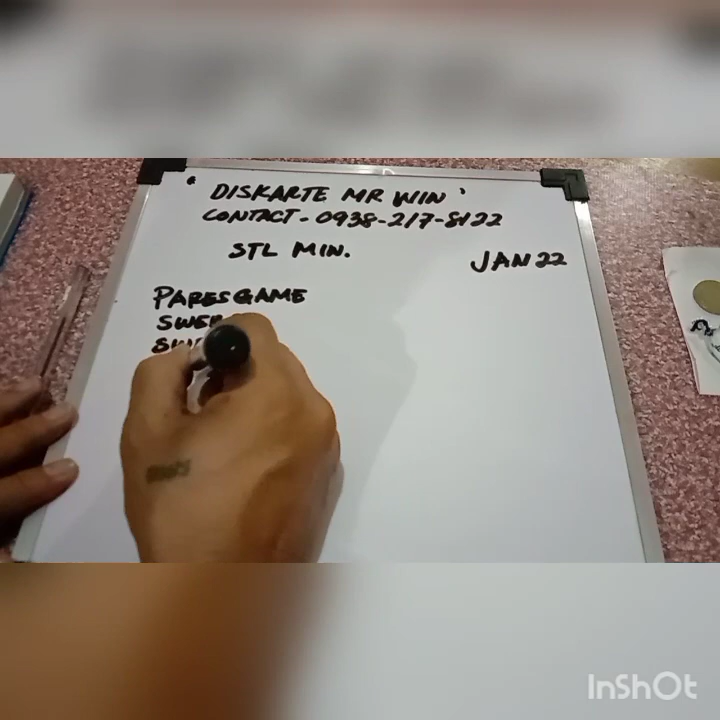 " DISKARTE MR WIN '
CONTACT - 0938-217-8122
STL MIN.
JAN 22
PARES GAME
InShOt